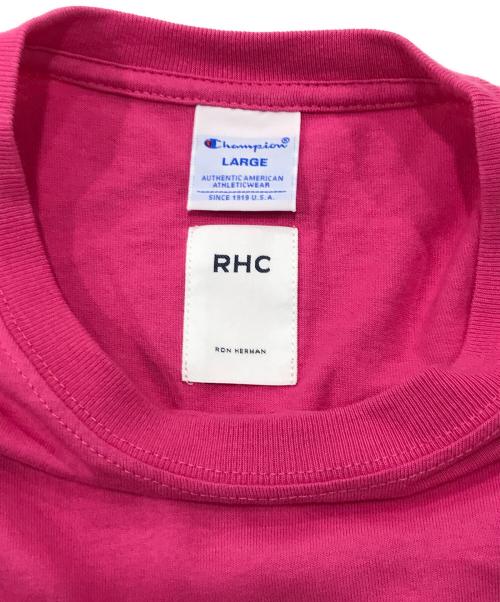 Champion®
LARGE
AUTHENTIC AMERICAN
ATHLETICWEAR
SINCE 1919 U.S.A.
RHC
RON HERMAN